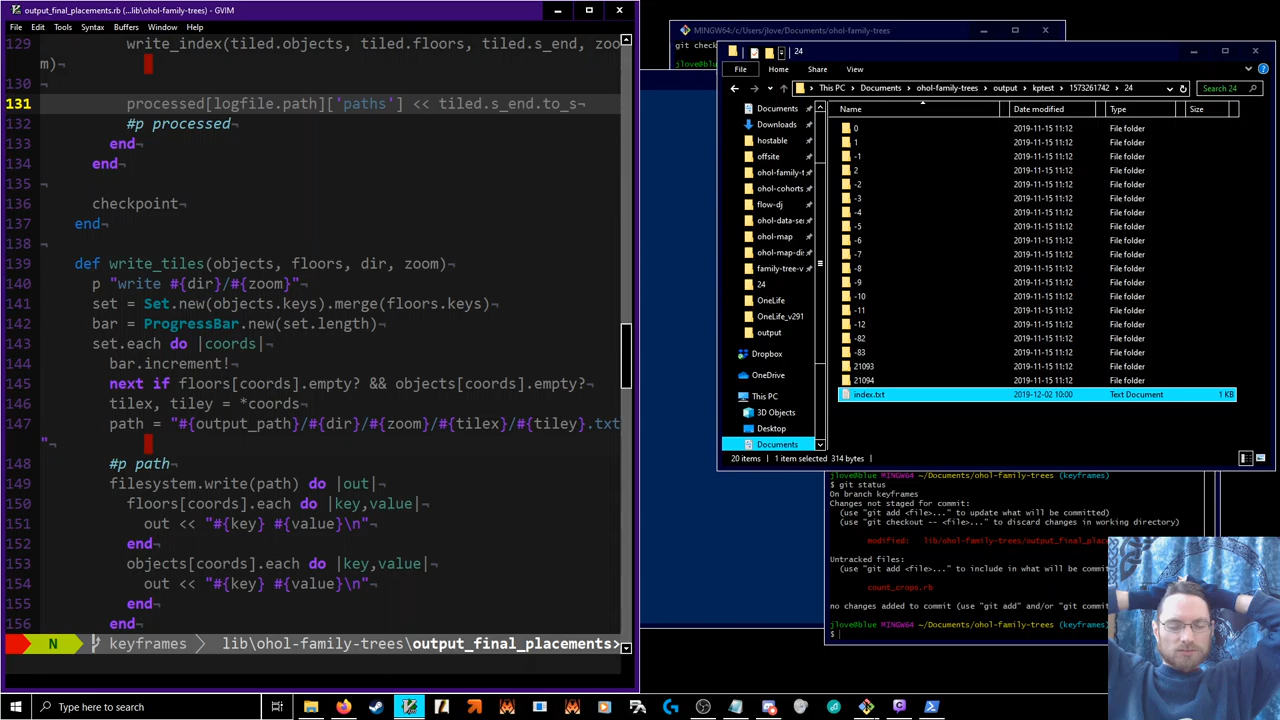 output_final_placements.rb (...lib\ohol-family-trees) - GVIM
File Edit Tools Syntax Buffers Window Help
129 write_index(tiled.objects, tiled.floors, tiled.s_end, zoo
m)¬
130 ¬
131 processed[logfile.path]['paths'] << tiled.s_end.to_s¬
132 #p processed¬
133 end¬
134 end¬
135 ¬
136 checkpoint¬
137 end¬
138 ¬
139 def write_tiles(objects, floors, dir, zoom)¬
140 p "write #{dir}/#{zoom}"¬
141 set = Set.new(objects.keys).merge(floors.keys)¬
142 bar = ProgressBar.new(set.length)¬
143 set.each do |coords|¬
144 bar.increment!¬
145 next if floors[coords].empty? && objects[coords].empty?¬
146 tilex, tiley = *coords¬
147 path = "#{output_path}/#{dir}/#{zoom}/#{tilex}/#{tiley}.txt
"¬
148 #p path¬
149 filesystem.write(path) do |out|¬
150 floors[coords].each do |key,value|¬
151 out << "#{key} #{value}\n"¬
152 end¬
153 objects[coords].each do |key,value|¬
154 out << "#{key} #{value}\n"¬
155 end¬
156 end¬
N keyframes lib\ohol-family-trees\output_final_placements>
MINGW64:/c/Users/jlove/Documents/ohol-family-trees
git check
24
File Home Share View
This PC > Documents > ohol-family-trees > output > kptest > 1573261742 > 24
Search 24
Documents
Downloads
hostable
offsite
ohol-family-t
ohol-cohorts
flow-dj
ohol-data-se
ohol-map
ohol-map-di
family-tree-v
24
OneLife
OneLife_v291
output
Dropbox
OneDrive
This PC
3D Objects
Desktop
Documents
Name Date modified Type Size
0 2019-11-15 11:12 File folder
1 2019-11-15 11:12 File folder
-1 2019-11-15 11:12 File folder
2 2019-11-15 11:12 File folder
-2 2019-11-15 11:12 File folder
-3 2019-11-15 11:12 File folder
-4 2019-11-15 11:12 File folder
-5 2019-11-15 11:12 File folder
-6 2019-11-15 11:12 File folder
-7 2019-11-15 11:12 File folder
-8 2019-11-15 11:12 File folder
-9 2019-11-15 11:12 File folder
-10 2019-11-15 11:12 File folder
-11 2019-11-15 11:12 File folder
-12 2019-11-15 11:12 File folder
-82 2019-11-15 11:12 File folder
-83 2019-11-15 11:12 File folder
21093 2019-11-15 11:12 File folder
21094 2019-11-15 11:12 File folder
index.txt 2019-12-02 10:00 Text Document 1 KB
20 items 1 item selected 314 bytes
jlove@blue MINGW64 ~/Documents/ohol-family-trees (keyframes)
$ git status
On branch keyframes
Changes not staged for commit:
(use "git add <file>..." to update what will be committed)
(use "git checkout -- <file>..." to discard changes in working directory)
modified: lib/ohol-family-trees/output_final_plac
Untracked files:
(use "git add <file>..." to include in what will be commit
count_crops.rb
no changes added to commit (use "git add" and/or "git commit
jlove@blue MINGW64 ~/Documents/ohol-family-trees (keyframes)
$
Type here to search